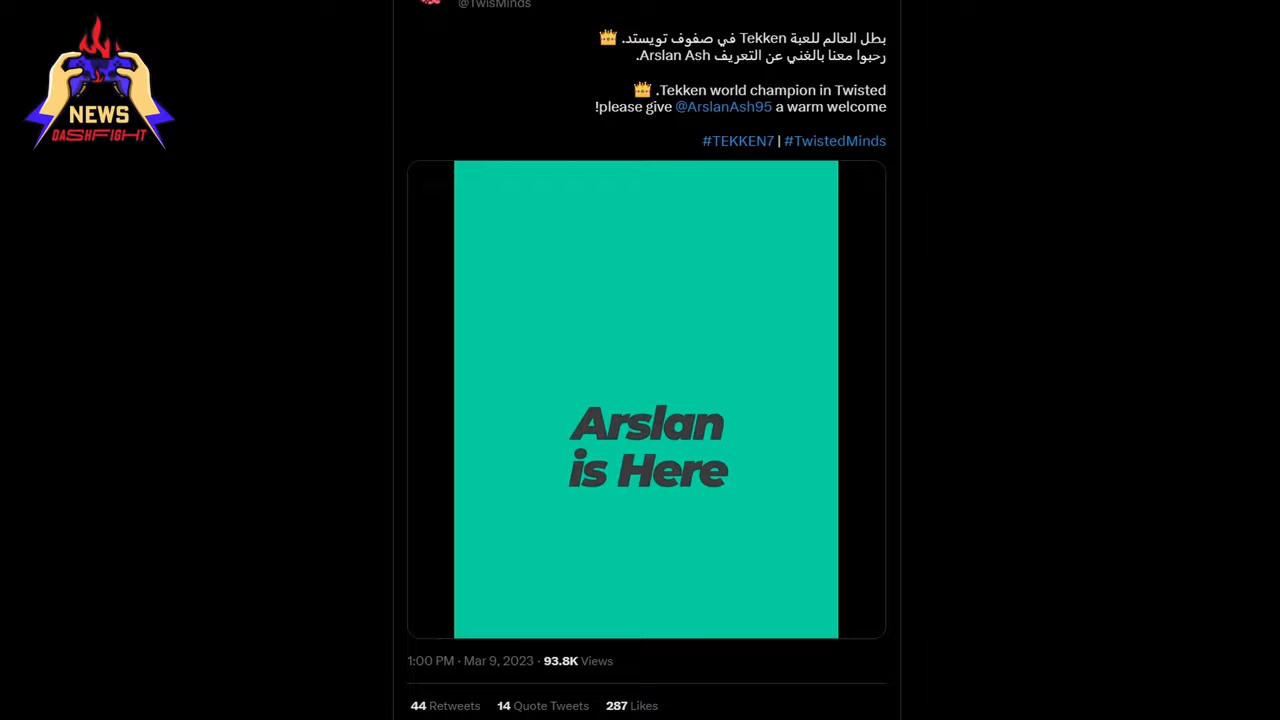 @TwisMinds
NEWS
DASHFIGHT
بطل العالم للعبة Tekken في صفوف تويستد. 👑
رحبوا معنا بالغني عن التعريف Arslan Ash.
Tekken world champion in Twisted. 👑
please give @ArslanAsh95 a warm welcome!
#TEKKEN7 | #TwistedMinds
Arslan
is Here
1:00 PM · Mar 9, 2023 · 93.8K Views
44 Retweets 14 Quote Tweets 287 Likes